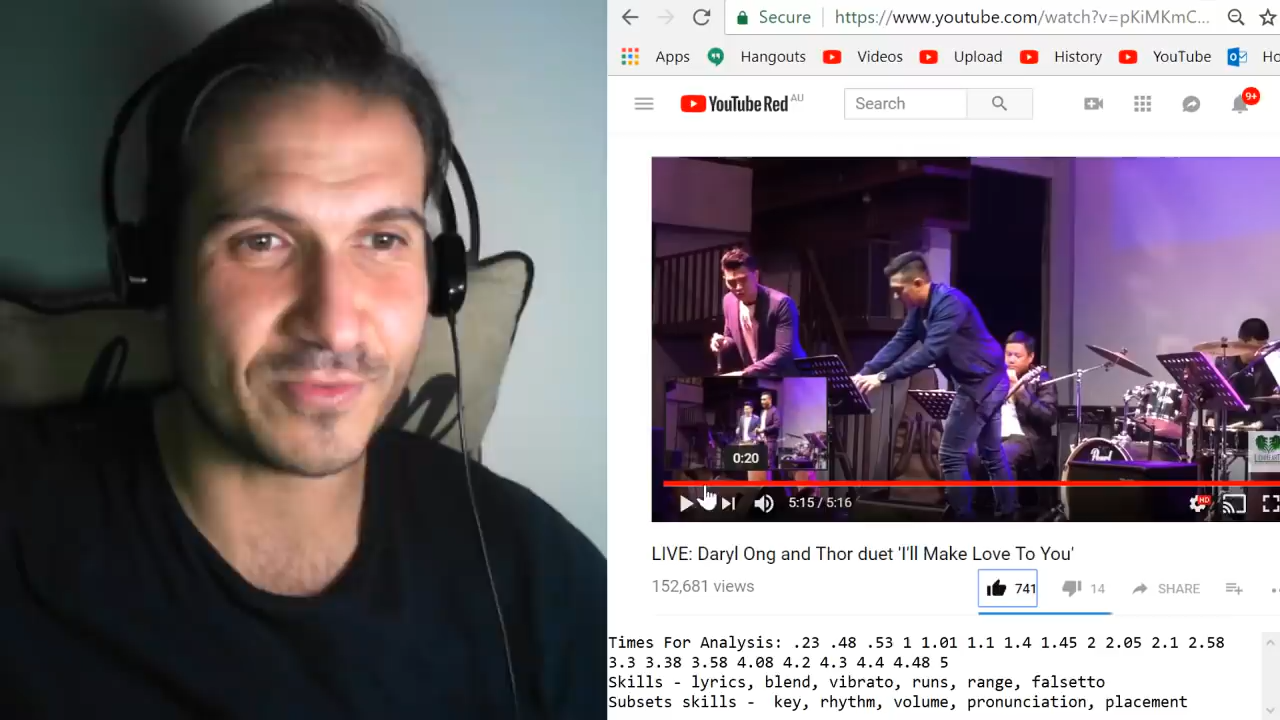 Secure https://www.youtube.com/watch?v=pKiMKmC...
Apps Hangouts Videos Upload History YouTube Ho
YouTube Red AU Search 9+
0:20
5:15 / 5:16 HD
Pearl
LIVE: Daryl Ong and Thor duet 'I'll Make Love To You'
152,681 views 741 14 SHARE
Times For Analysis: .23 .48 .53 1 1.01 1.1 1.4 1.45 2 2.05 2.1 2.58
3.3 3.38 3.58 4.08 4.2 4.3 4.4 4.48 5
Skills - lyrics, blend, vibrato, runs, range, falsetto
Subsets skills -  key, rhythm, volume, pronunciation, placement